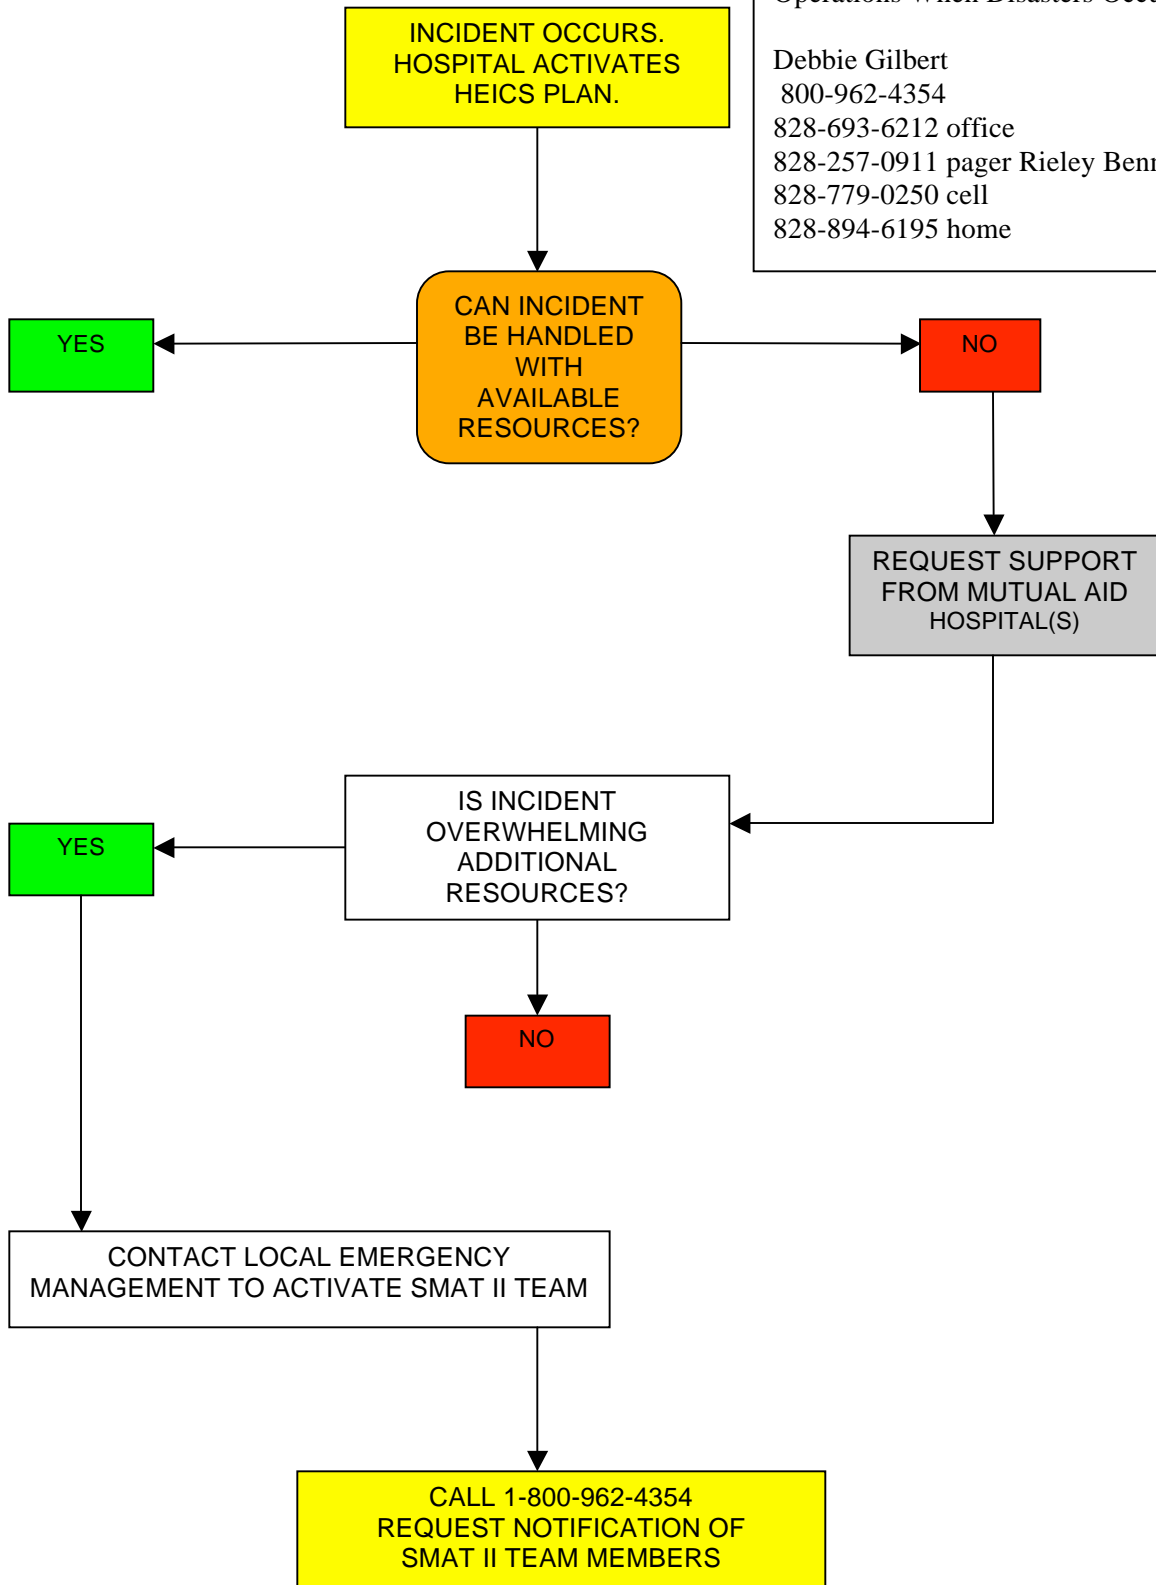 INCIDENT OCCURS.
HOSPITAL ACTIVATES
HEICS PLAN.
Operations When Disasters
Debbie Gilbert
800-962-4354
828-693-6212 office
828-257-0911 pager Rieley
828-779-0250 cell
828-894-6195 home
CAN INCIDENT
BE HANDLED
WITH
AVAILABLE
RESOURCES?
YES
NO
REQUEST SUPPORT
FROM MUTUAL AID
HOSPITAL(S)
IS INCIDENT
OVERWHELMING
ADDITIONAL
RESOURCES?
YES
NO
CONTACT LOCAL EMERGENCY
MANAGEMENT TO ACTIVATE SMAT II TEAM
CALL 1-800-962-4354
REQUEST NOTIFICATION OF
SMAT II TEAM MEMBERS